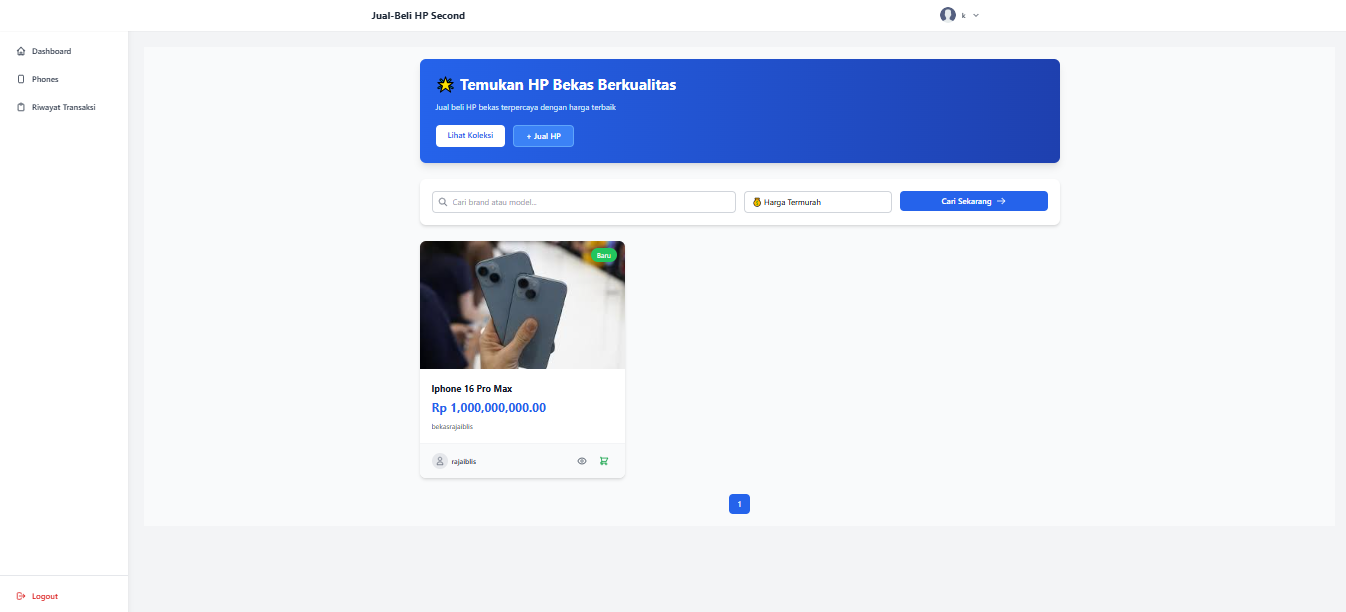 Jual-Beli HP Second
k
Dashboard
Phones
Riwayat Transaksi
Temukan HP Bekas Berkualitas
Jual beli HP bekas terpercaya dengan harga terbaik
Lihat Koleksi
+ Jual HP
Cari brand atau model...
Harga Termurah
Cari Sekarang
Baru
Iphone 16 Pro Max
Rp 1,000,000,000.00
bekasrajaiblis
rajaiblis
1
Logout